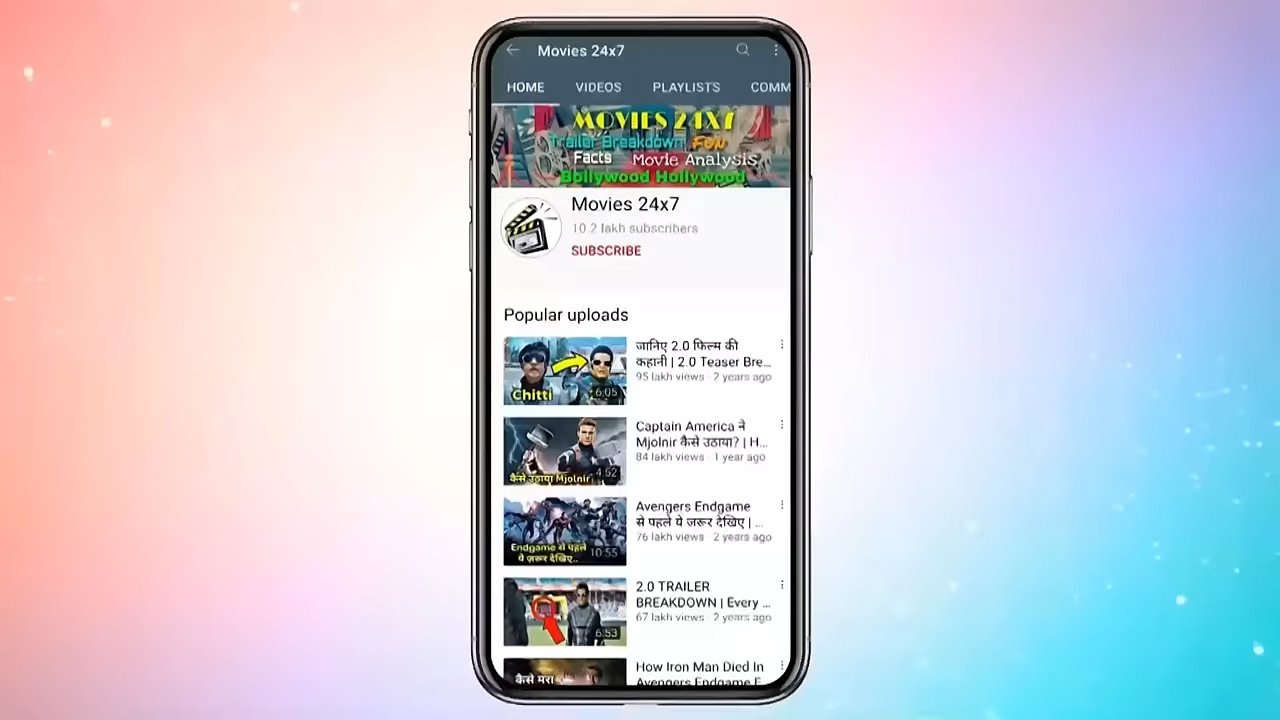 Movies 24x7
HOME VIDEOS PLAYLISTS COMM
MOVIES 24X7
Trailer Breakdown FUN
Facts Movie Analysis
Bollywood Hollywood
Movies 24x7
10.2 lakh subscribers
SUBSCRIBE
Popular uploads
Chitti
6:05
जानिए 2.0 फिल्म की
कहानी | 2.0 Teaser Bre...
95 lakh views · 2 years ago
कैसे उठाया Mjolnir
4:52
Captain America ने
Mjolnir कैसे उठाया? | H...
84 lakh views · 1 year ago
Endgame से पहले
ये ज़रूर देखिए..
10:55
Avengers Endgame
से पहले ये जरूर देखिए | ...
76 lakh views · 2 years ago
6:53
2.0 TRAILER
BREAKDOWN | Every ...
67 lakh views · 2 years ago
कैसे मरा
How Iron Man Died In
Avengers Endgame F